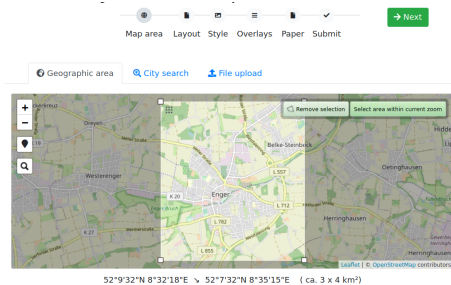 Map area Layout Style Overlays Paper Submit
→ Next
Geographic area City search File upload
+
−
Remove selection Select area within current zoom
Dreyen
Belke-Steinbeck
Westerenger
Oetinghausen
L 557
K 20
Enger
L 712
L 782
Herringhausen
K 27
L 855
Herringhausen
Leaflet | © OpenStreetMap contributors
52°9'32"N 8°32'18"E ↘ 52°7'32"N 8°35'15"E ( ca. 3 x 4 km²)